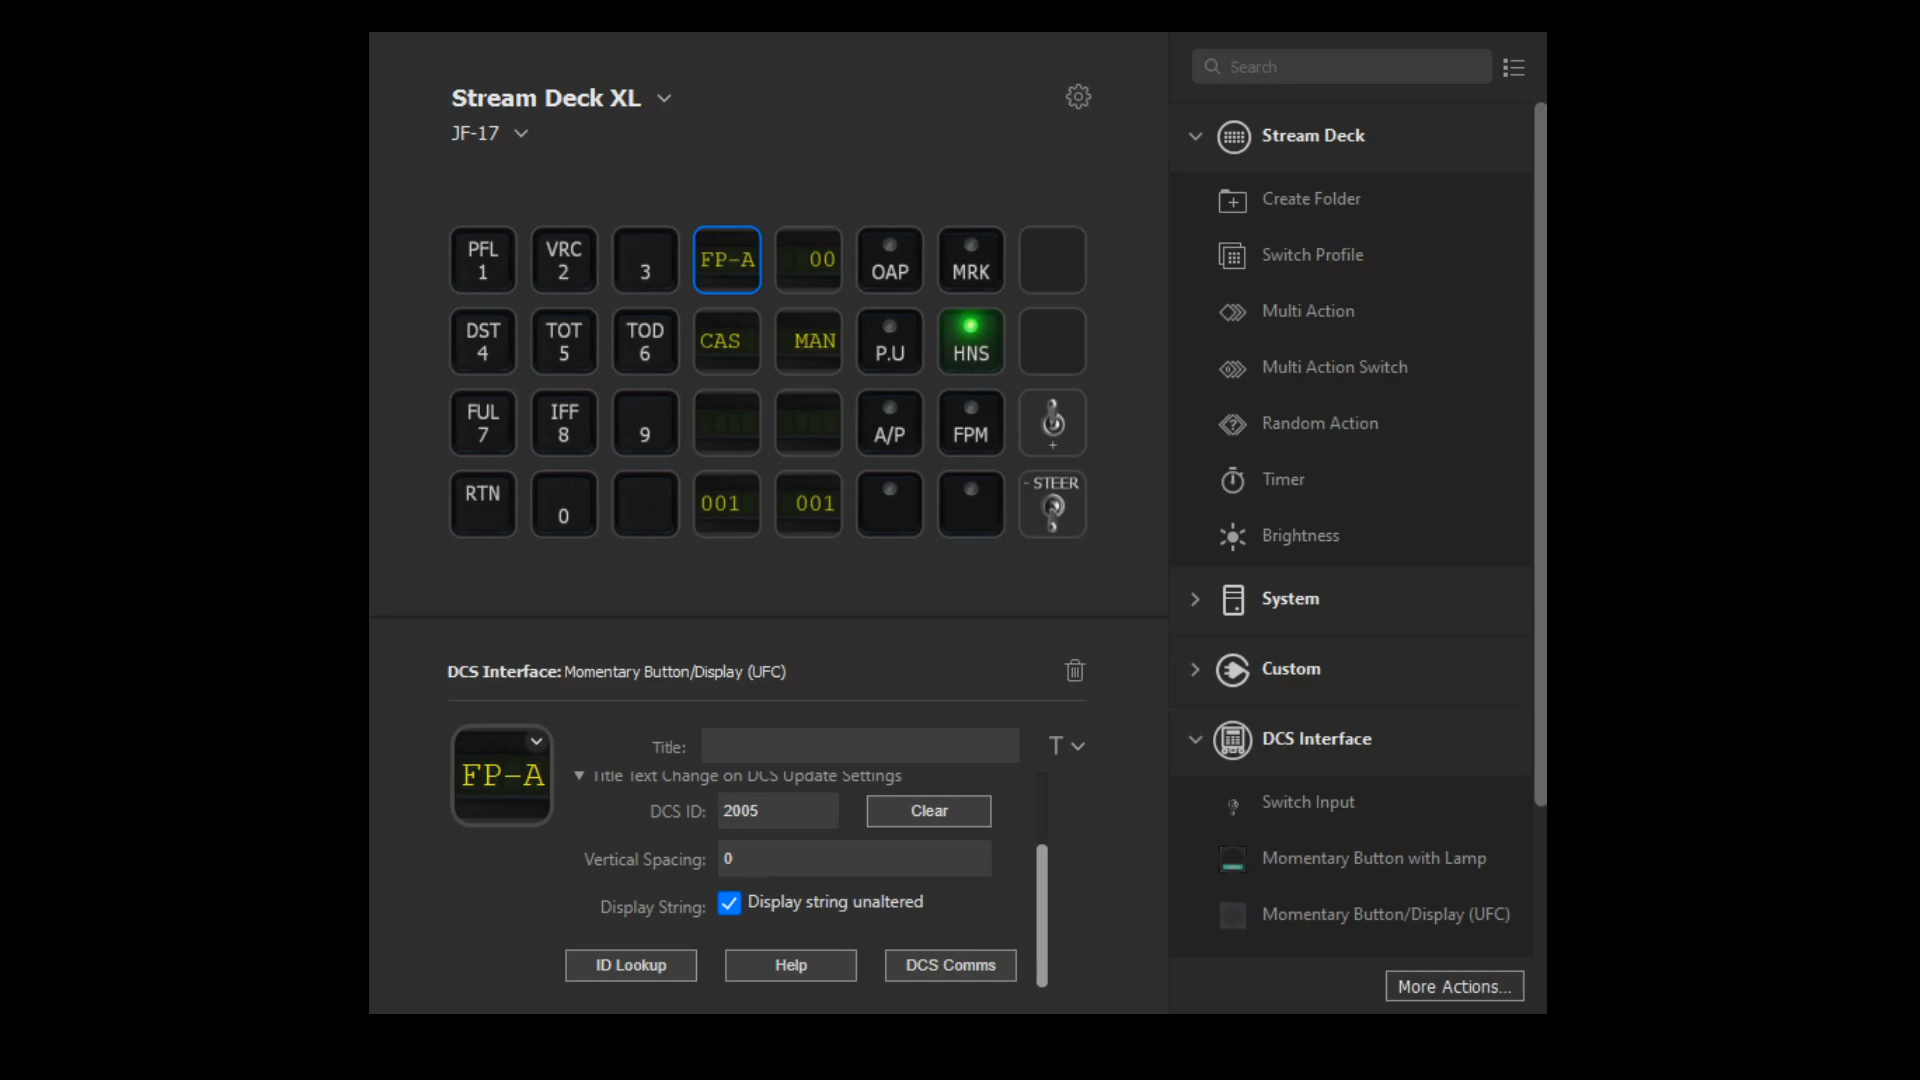 Stream Deck XL
JF-17
PFL
1
VRC
2
3
FP-A
00
OAP
MRK
DST
4
TOT
5
TOD
6
CAS
MAN
P.U
HNS
FUL
7
IFF
8
9
A/P
FPM
+
RTN
0
001
001
- STEER
DCS Interface: Momentary Button/Display (UFC)
FP-A
Title:
T
Title Text Change on DCS Update Settings
DCS ID: 2005 Clear
Vertical Spacing: 0
Display String: Display string unaltered
ID Lookup Help DCS Comms
Search
Stream Deck
Create Folder
Switch Profile
Multi Action
Multi Action Switch
Random Action
Timer
Brightness
System
Custom
DCS Interface
Switch Input
Momentary Button with Lamp
Momentary Button/Display (UFC)
More Actions...